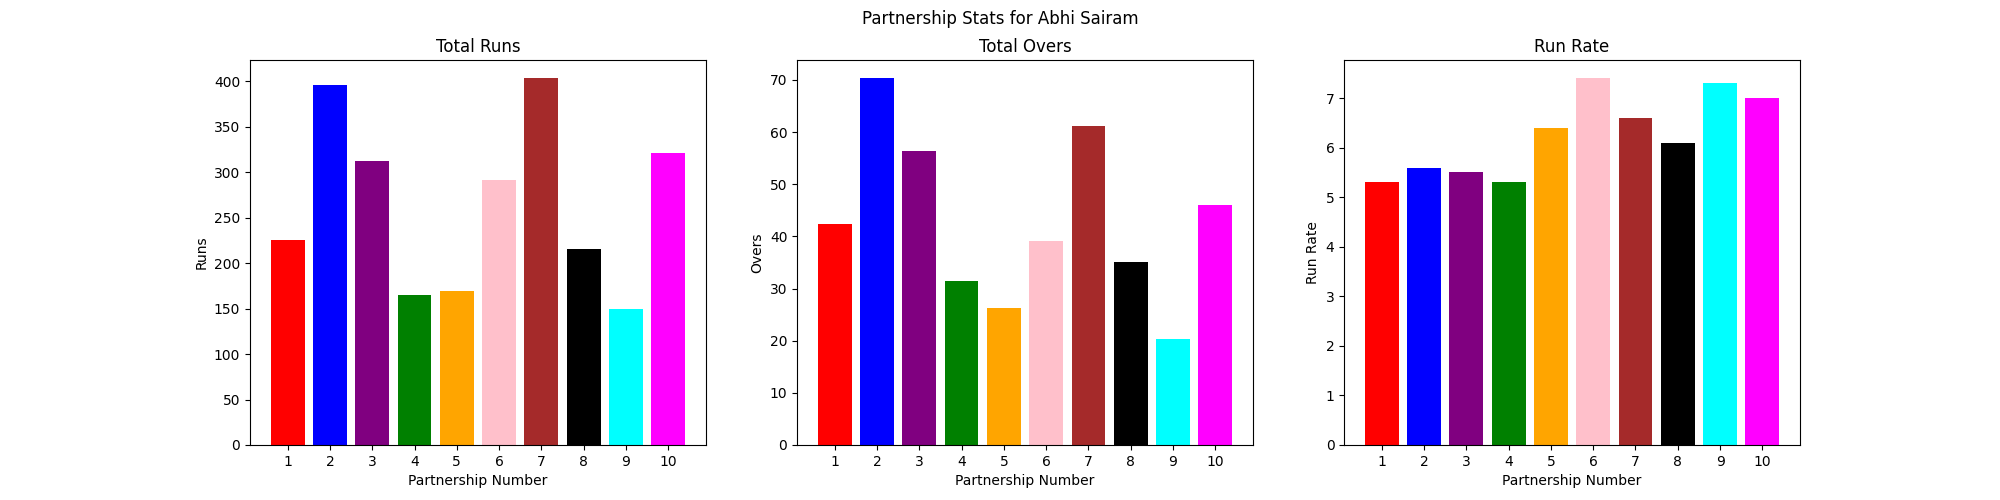 Partnership Stats for Abhi Sairam
Total Runs
Runs
400
350
300
250
200
150
100
50
0
1 2 3 4 5 6 7 8 9 10
Partnership Number
Total Overs
Overs
70
60
50
40
30
20
10
0
1 2 3 4 5 6 7 8 9 10
Partnership Number
Run Rate
Run Rate
7
6
5
4
3
2
1
0
1 2 3 4 5 6 7 8 9 10
Partnership Number